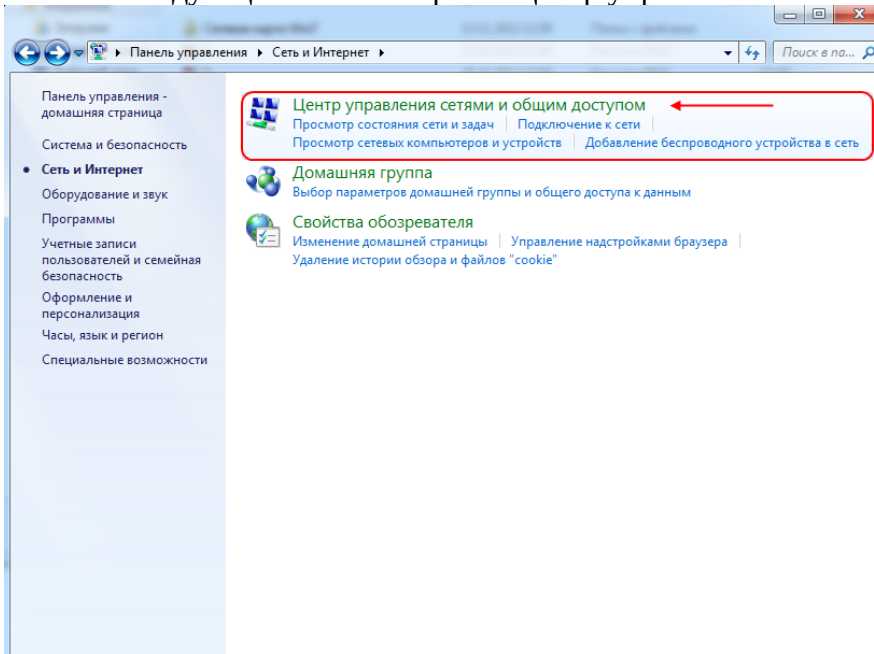 Панель управления ▸ Сеть и Интернет ▸
Поиск в па...
Панель управления -
домашняя страница
Система и безопасность
• Сеть и Интернет
Оборудование и звук
Программы
Учетные записи
пользователей и семейная
безопасность
Оформление и
персонализация
Часы, язык и регион
Специальные возможности
Центр управления сетями и общим доступом
Просмотр состояния сети и задач | Подключение к сети |
Просмотр сетевых компьютеров и устройств | Добавление беспроводного устройства в сеть
Домашняя группа
Выбор параметров домашней группы и общего доступа к данным
Свойства обозревателя
Изменение домашней страницы | Управление надстройками браузера |
Удаление истории обзора и файлов "cookie"